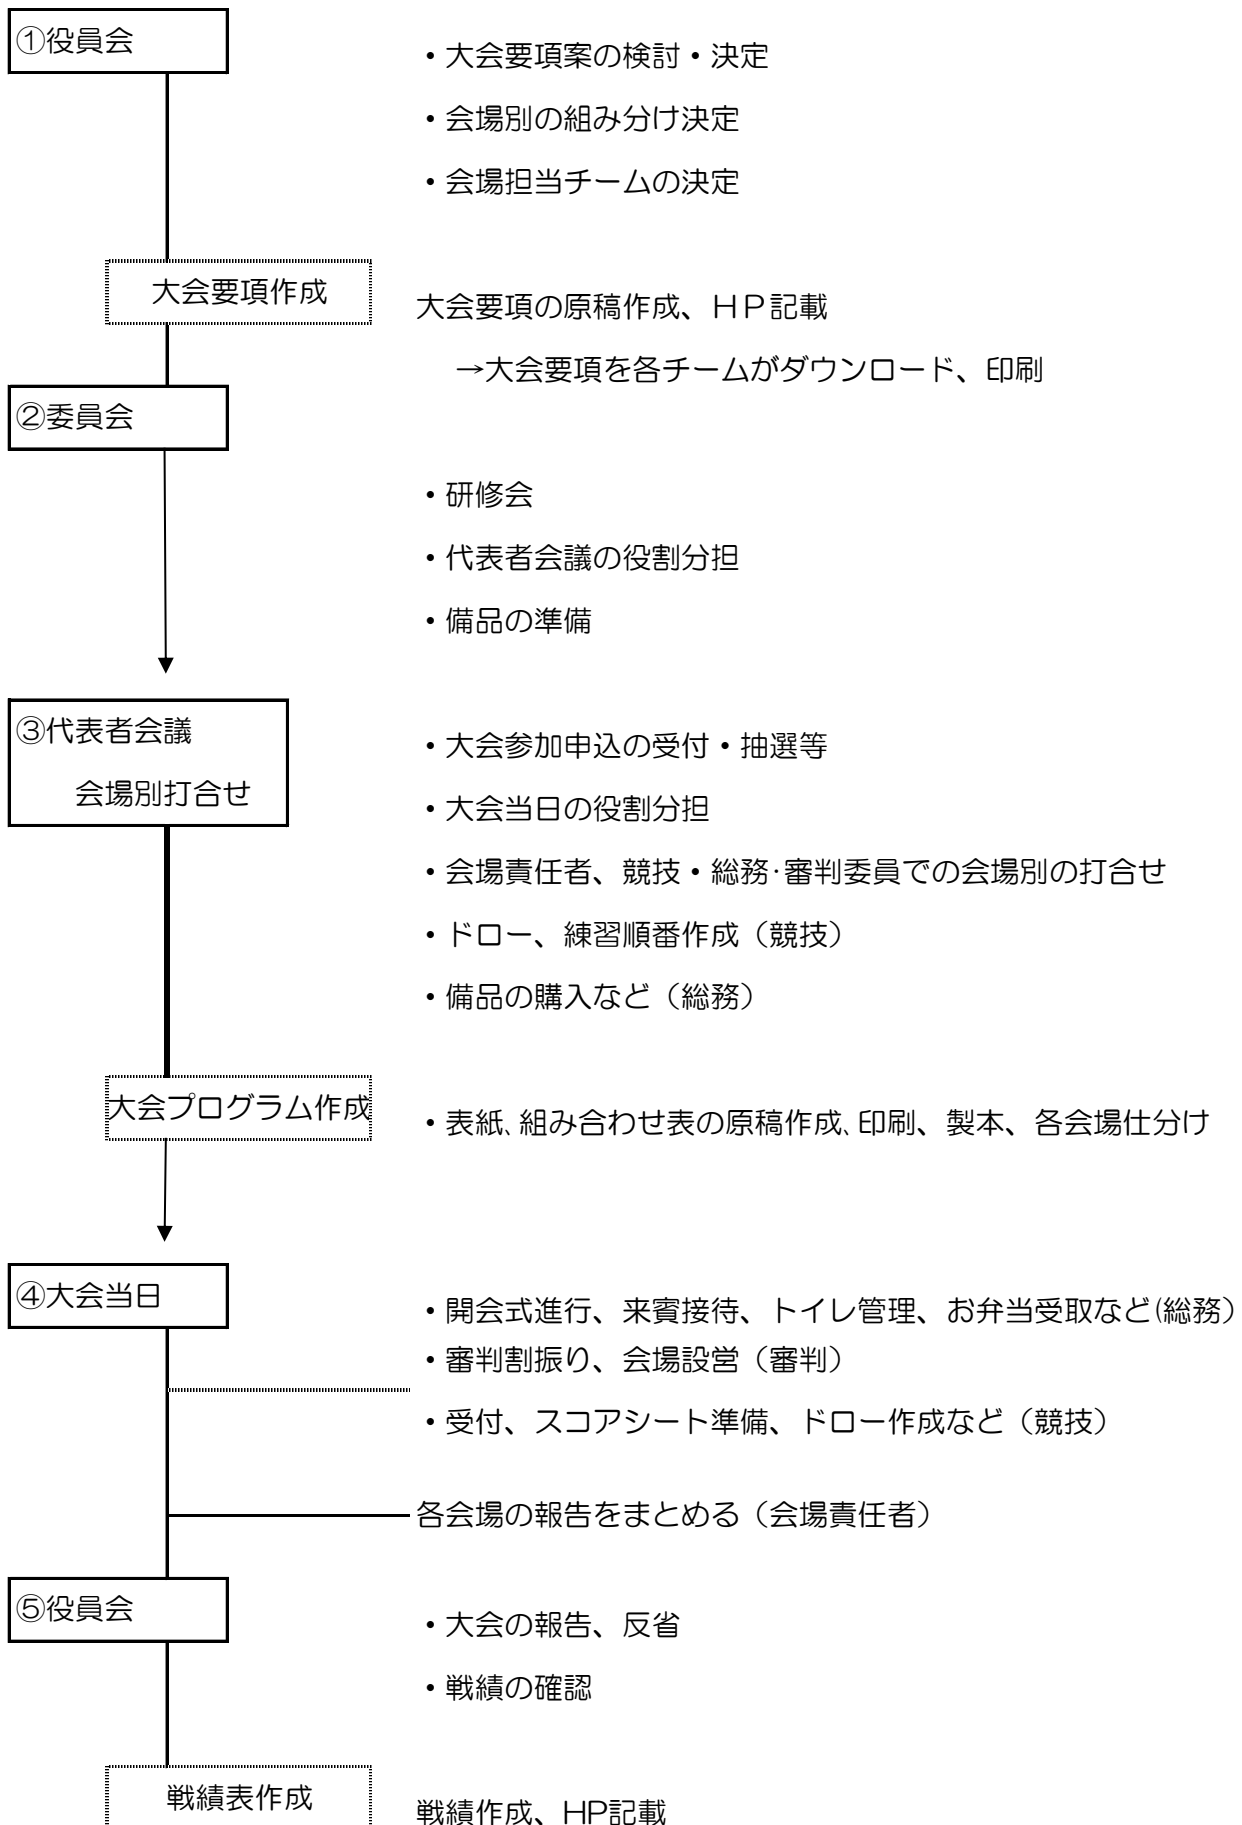 ①役員会
・大会要項案の検討・決定
・会場別の組み分け決定
・会場担当チームの決定
大会要項作成
大会要項の原稿作成、ＨＰ記載
→大会要項を各チームがダウンロード、印刷
②委員会
・研修会
・代表者会議の役割分担
・備品の準備
③代表者会議
会場別打合せ
・大会参加申込の受付・抽選等
・大会当日の役割分担
・会場責任者、競技・総務･審判委員での会場別の打合せ
・ドロー、練習順番作成（競技）
・備品の購入など（総務）
大会プログラム作成
・表紙､組み合わせ表の原稿作成､印刷、製本、各会場仕分け
④大会当日
・開会式進行、来賓接待、トイレ管理、お弁当受取など(総務）
・審判割振り、会場設営（審判）
・受付、スコアシート準備、ドロー作成など（競技）
各会場の報告をまとめる（会場責任者）
⑤役員会
・大会の報告、反省
・戦績の確認
戦績表作成
戦績作成、HP記載